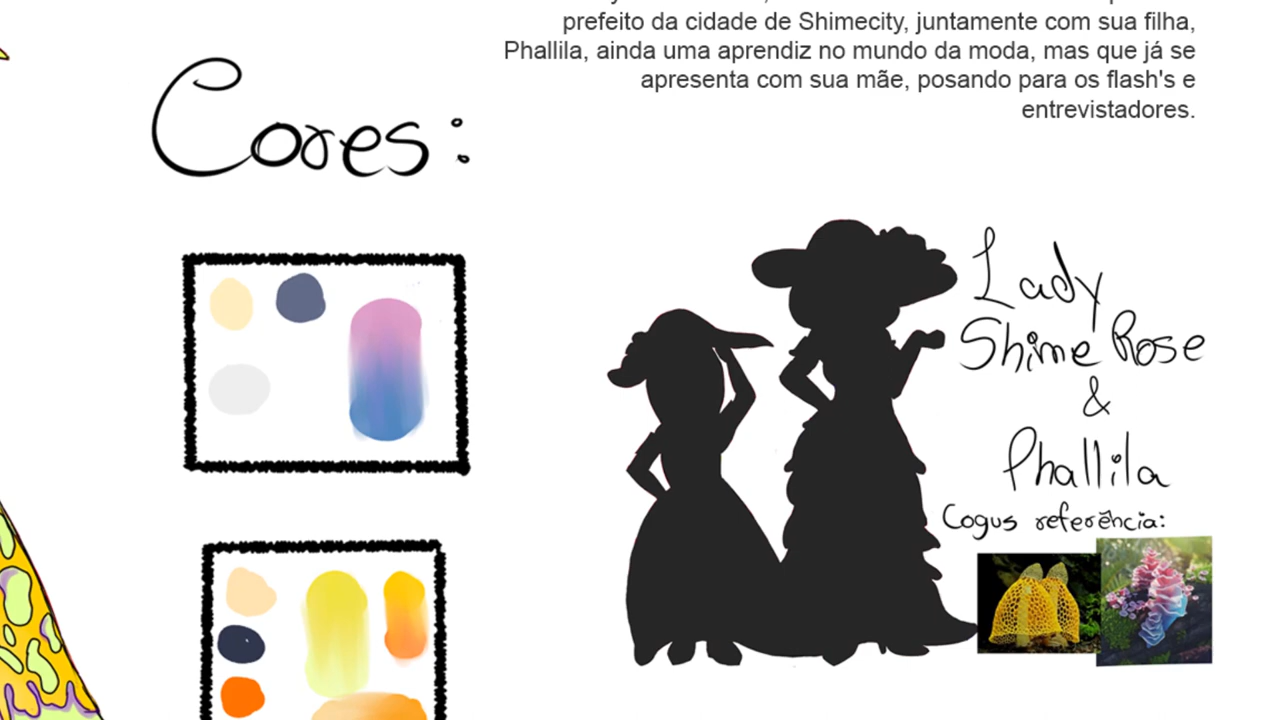 prefeito da cidade de Shimecity, juntamente com sua filha,
Phallila, ainda uma aprendiz no mundo da moda, mas que já se
apresenta com sua mãe, posando para os flash's e
entrevistadores.
Cores:
Lady
Shime Rose
&
Phallila
Cogus referência: